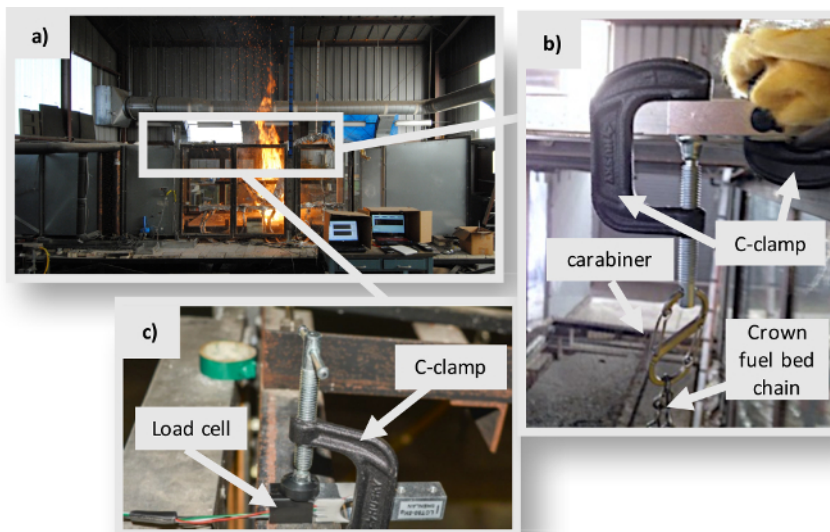 a)
b)
C-clamp
carabiner
Crown
fuel bed
chain
c)
C-clamp
Load cell